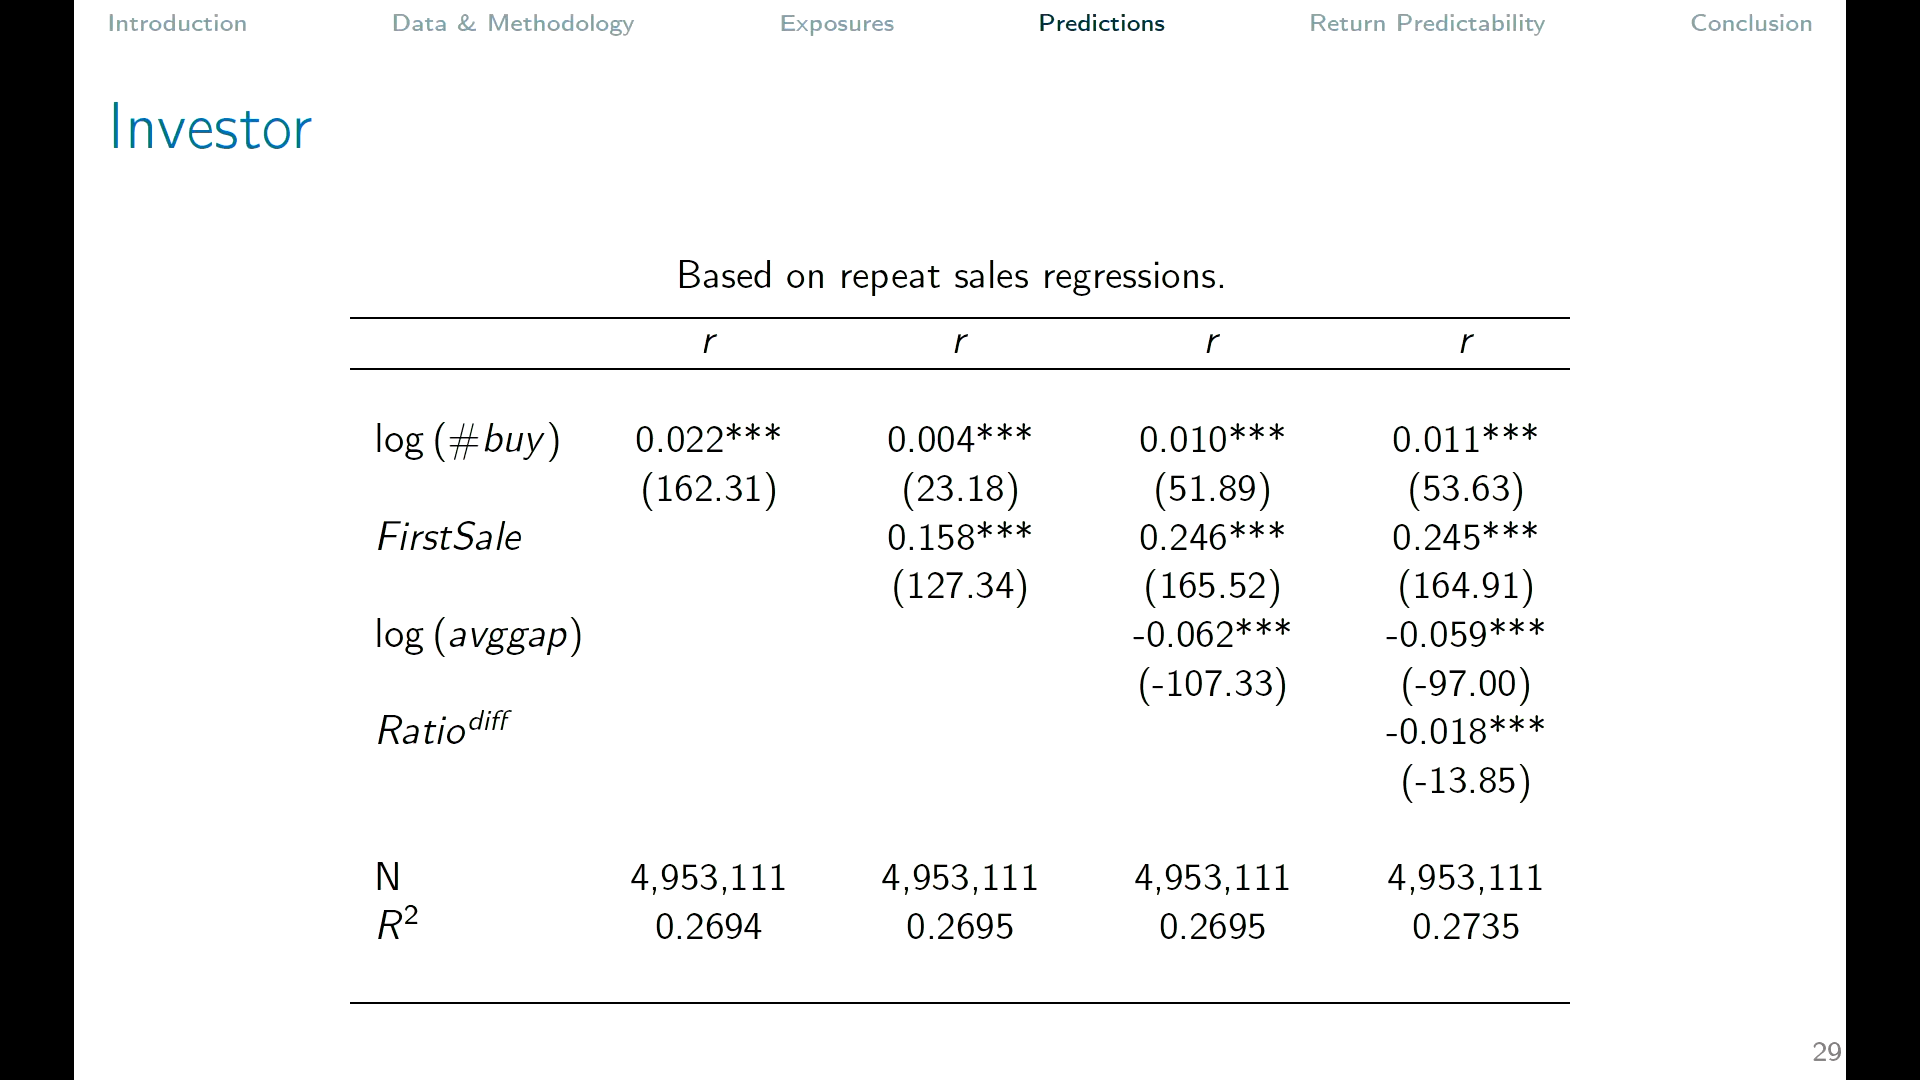 Introduction Data & Methodology Exposures Predictions Return Predictability Conclusion
Investor
Based on repeat sales regressions.
r r r r
log (#buy) 0.022*** 0.004*** 0.010*** 0.011***
(162.31) (23.18) (51.89) (53.63)
FirstSale 0.158*** 0.246*** 0.245***
(127.34) (165.52) (164.91)
log (avggap) -0.062*** -0.059***
(-107.33) (-97.00)
Ratio^diff -0.018***
(-13.85)
N 4,953,111 4,953,111 4,953,111 4,953,111
R² 0.2694 0.2695 0.2695 0.2735
29